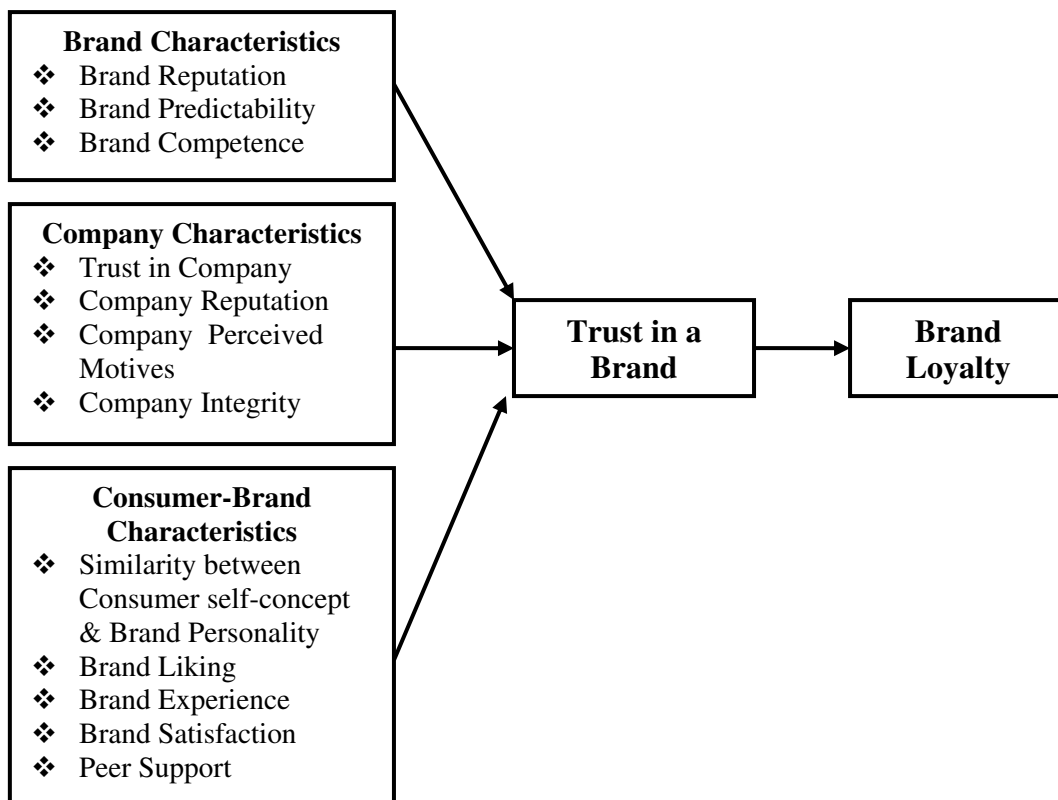 Brand Characteristics
❖ Brand Reputation
❖ Brand Predictability
❖ Brand Competence
Company Characteristics
❖ Trust in Company
❖ Company Reputation
❖ Company  Perceived
Motives
❖ Company Integrity
Consumer-Brand
Characteristics
❖ Similarity between
Consumer self-concept
& Brand Personality
❖ Brand Liking
❖ Brand Experience
❖ Brand Satisfaction
❖ Peer Support
Trust in a
Brand
Brand
Loyalty